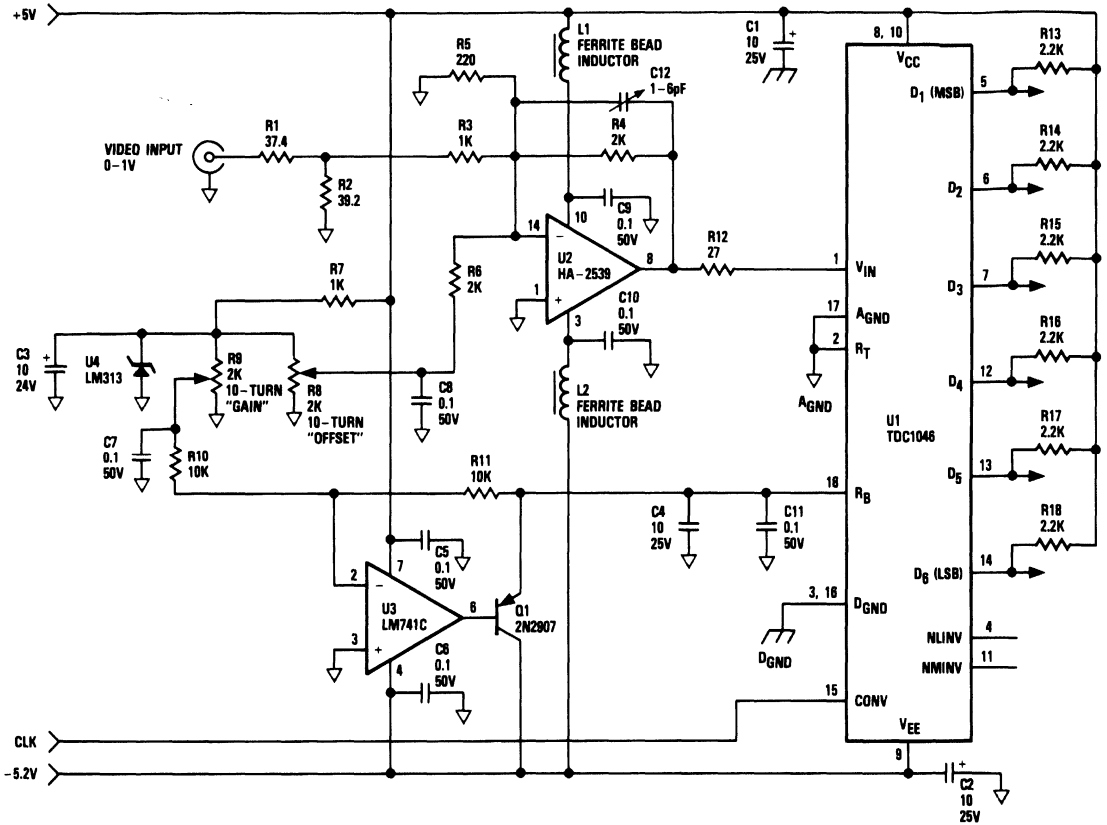 +5V
L1
FERRITE BEAD
INDUCTOR
C1
10
25V
+
8, 10
VCC
R13
2.2K
5
D1 (MSB)
R5
220
C12
1–6pF
R1
37.4
R3
1K
R4
2K
VIDEO INPUT
0–1V
R2
39.2
R14
2.2K
6
D2
10
C9
0.1
50V
14
–
U2
HA–2539
8
R12
27
1
VIN
1
+
R15
2.2K
7
D3
R7
1K
R6
2K
3
C10
0.1
50V
17
AGND
2
RT
AGND
R16
2.2K
12
D4
C3
10
24V
+
U4
LM313
R9
2K
10–TURN
"GAIN"
R8
2K
10–TURN
"OFFSET"
C8
0.1
50V
L2
FERRITE BEAD
INDUCTOR
U1
TDC1046
R17
2.2K
13
D5
C7
0.1
50V
R10
10K
R11
10K
18
RB
C4
10
25V
C11
0.1
50V
R18
2.2K
14
D6 (LSB)
7
C5
0.1
50V
2
–
U3
LM741C
6
Q1
2N2907
3
+
4
C6
0.1
50V
3, 16
DGND
DGND
NLINV
4
NMINV
11
15
CONV
VEE
9
CLK
–5.2V
+
C2
10
25V